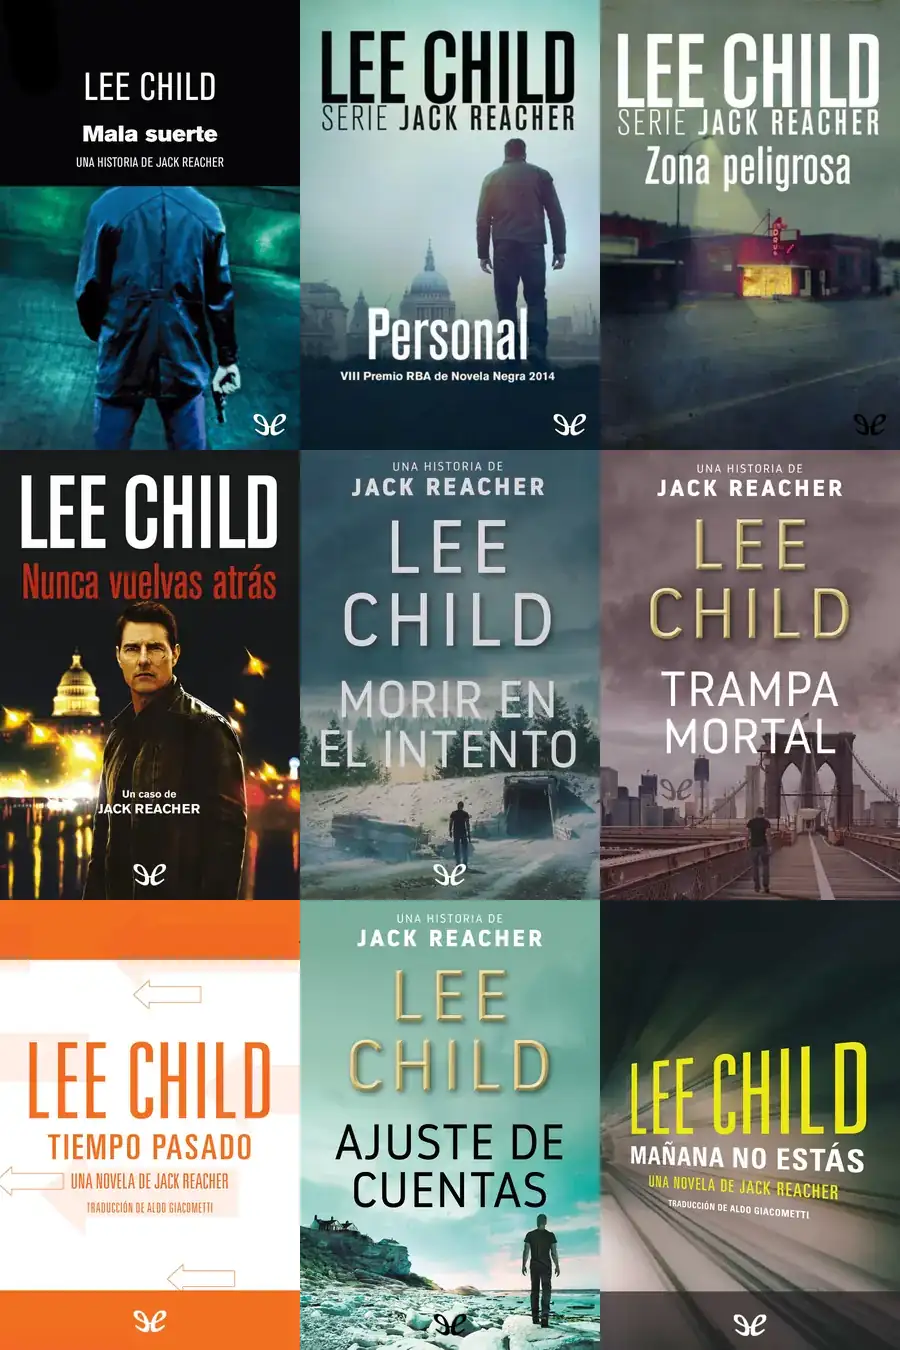 LEE CHILD
Mala suerte
UNA HISTORIA DE JACK REACHER
LEE CHILD
SERIE JACK REACHER
Personal
VIII Premio RBA de Novela Negra 2014
LEE CHILD
SERIE JACK REACHER
Zona peligrosa
LEE CHILD
Nunca vuelvas atrás
Un caso de
JACK REACHER
UNA HISTORIA DE
JACK REACHER
LEE
CHILD
MORIR EN
EL INTENTO
UNA HISTORIA DE
JACK REACHER
LEE
CHILD
TRAMPA
MORTAL
LEE CHILD
TIEMPO PASADO
UNA NOVELA DE JACK REACHER
TRADUCCIÓN DE ALDO GIACOMETTI
UNA HISTORIA DE
JACK REACHER
LEE
CHILD
AJUSTE DE
CUENTAS
LEE CHILD
MAÑANA NO ESTÁS
UNA NOVELA DE JACK REACHER
TRADUCCIÓN DE ALDO GIACOMETTI